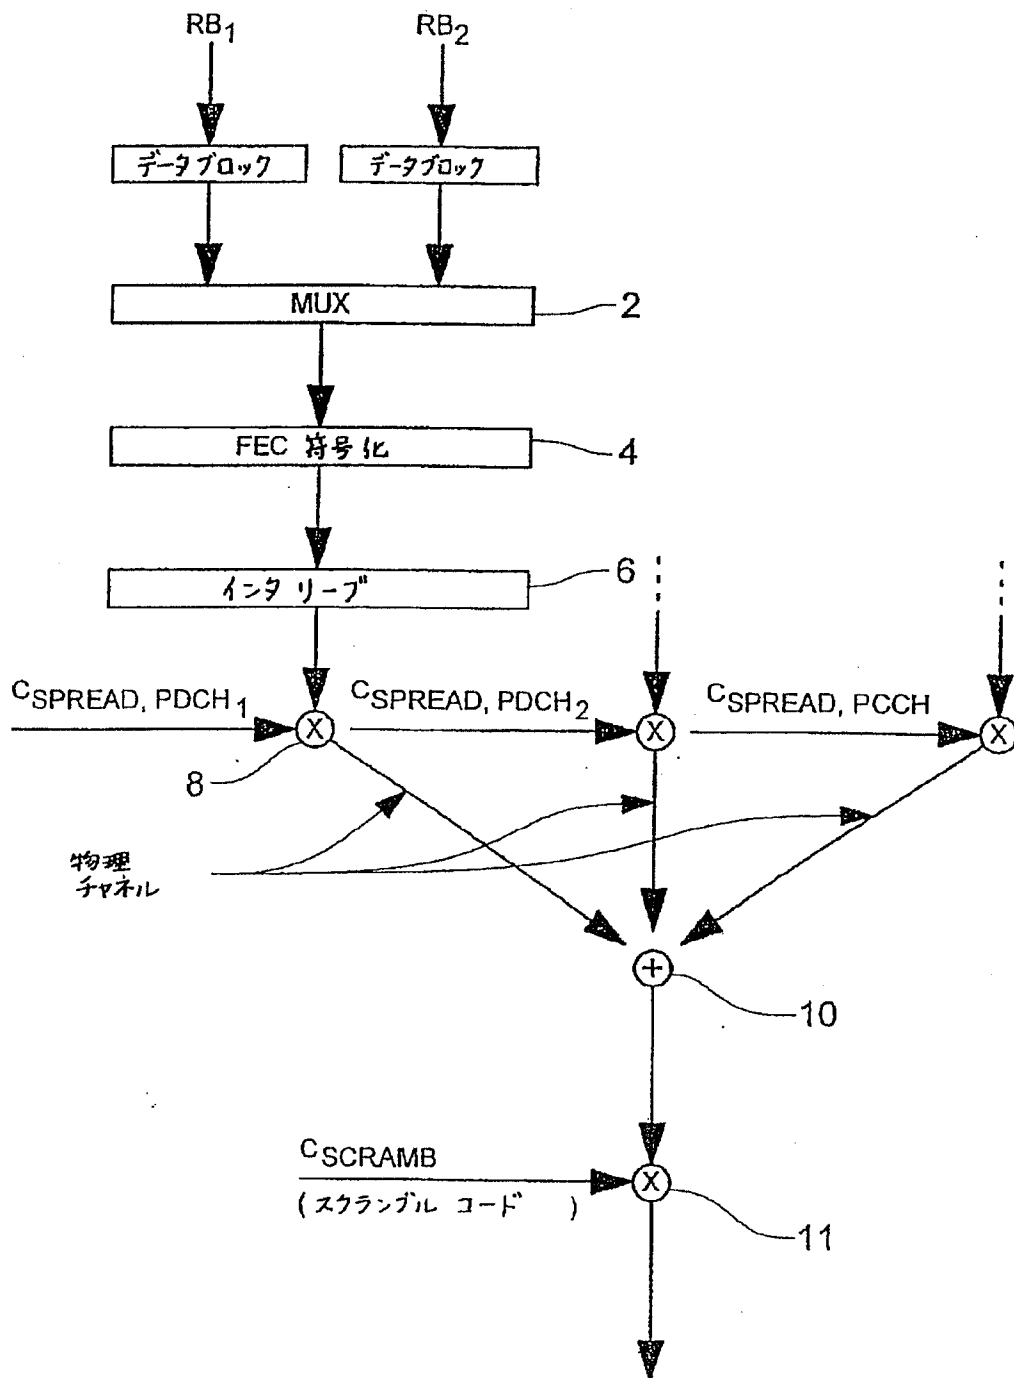 RB1
RB2
データブロック
データブロック
MUX
2
FEC 符号化
4
インタリーブ
6
CSPREAD, PDCH1
CSPREAD, PDCH2
CSPREAD, PCCH
X
X
X
8
物理
チャネル
+
10
CSCRAMB
(スクランブル コード )
X
11